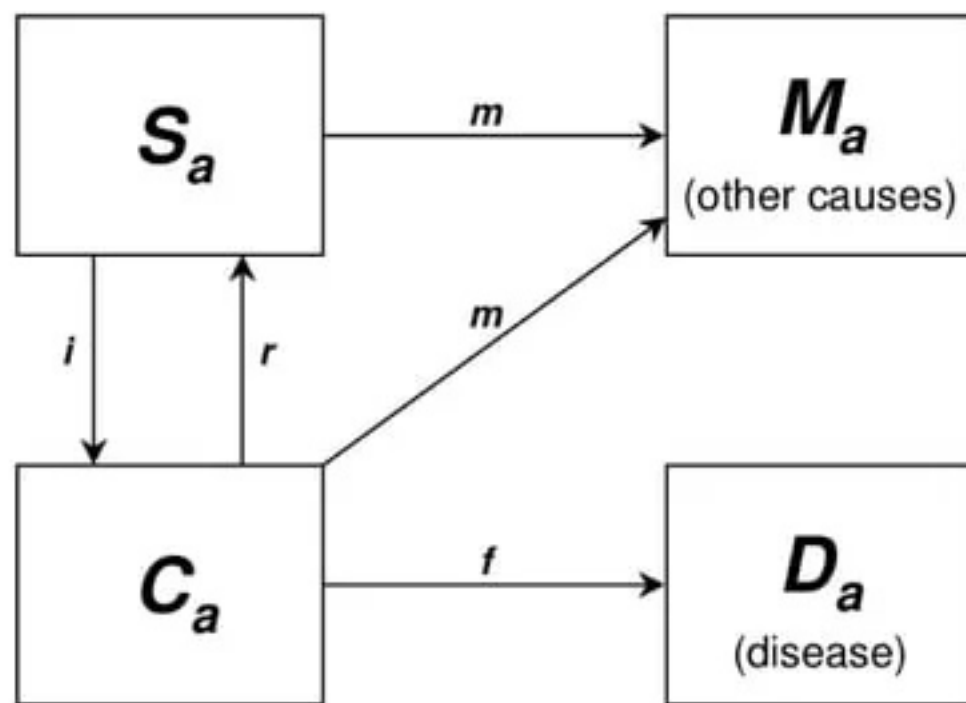 S_a
m
M_a
(other causes)
i
r
m
C_a
f
D_a
(disease)